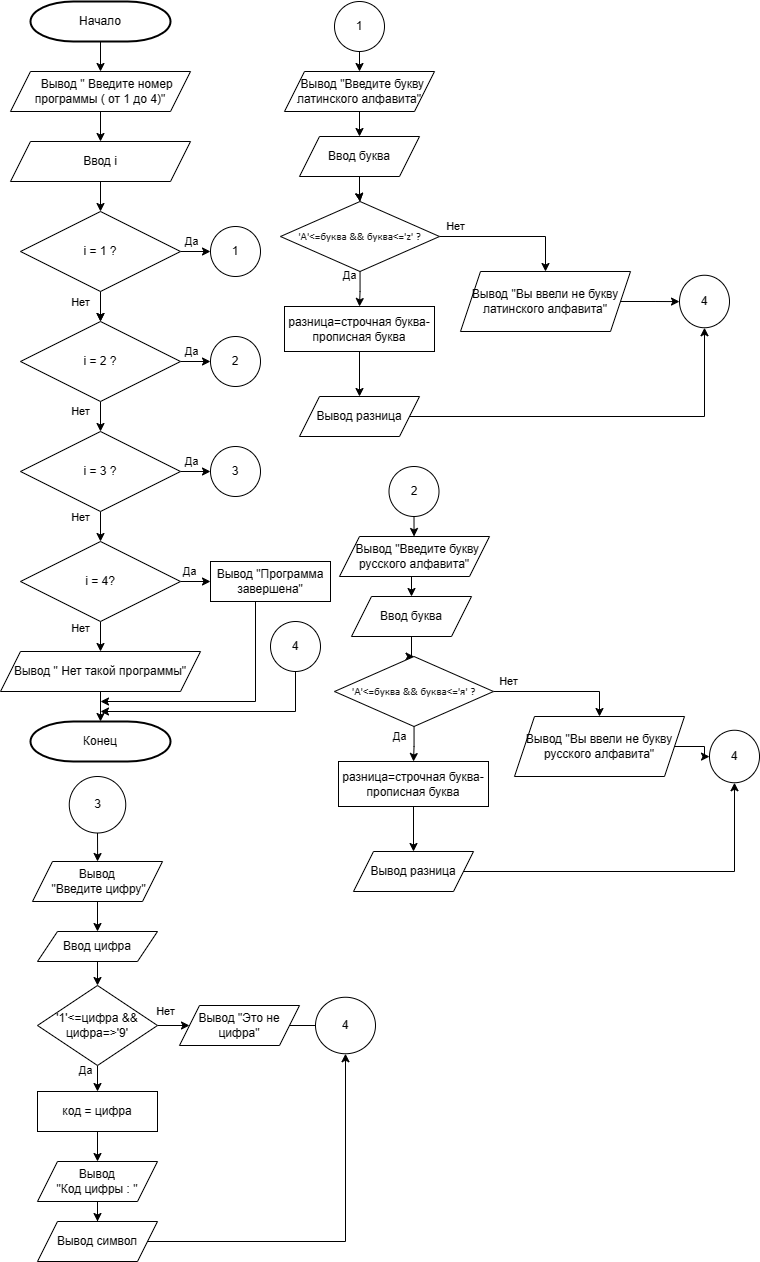 Начало
Вывод " Введите номер
программы ( от 1 до 4)"
Ввод i
i = 1 ?
Да
1
Нет
i = 2 ?
Да
2
Нет
i = 3 ?
Да
3
Нет
i = 4?
Да
Вывод "Программа
завершена"
Нет
4
Вывод " Нет такой программы"
Конец
1
Вывод "Введите букву
латинского алфавита"
Ввод буква
'A'<=буква && буква<='z' ?
Нет
Да
Вывод "Вы ввели не букву
латинского алфавита"
4
разница=строчная буква-
прописная буква
Вывод разница
2
Вывод "Введите букву
русского алфавита"
Ввод буква
'А'<=буква && буква<='я' ?
Нет
Да
Вывод "Вы ввели не букву
русского алфавита"
4
разница=строчная буква-
прописная буква
Вывод разница
3
Вывод
"Введите цифру"
Ввод цифра
'1'<=цифра &&
цифра=>'9'
Нет
Вывод "Это не
цифра"
4
Да
код = цифра
Вывод
"Код цифры : "
Вывод символ